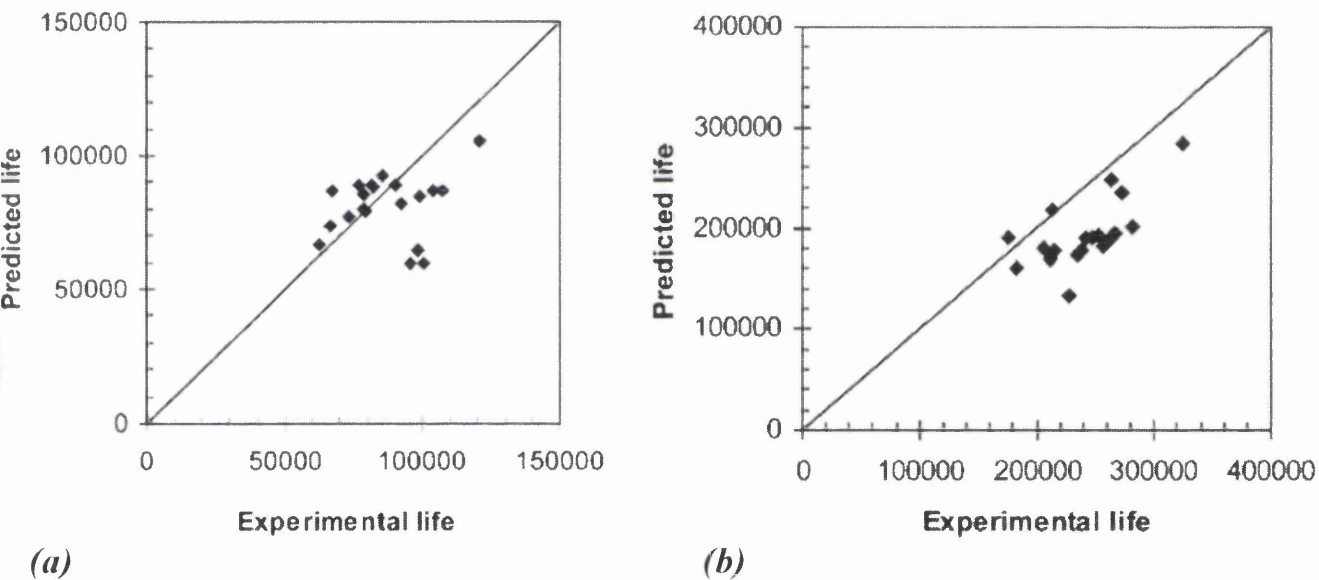 150000
100000
50000
0
Predicted life
0 50000 100000 150000
Experimental life
(a)
400000
300000
200000
100000
0
Predicted life
0 100000 200000 300000 400000
Experimental life
(b)